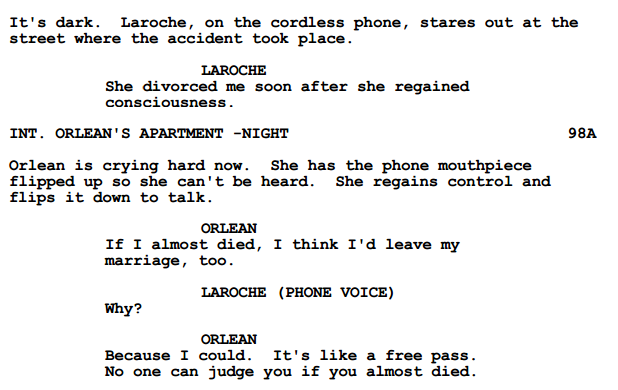 It's dark. Laroche, on the cordless phone, stares out at the
street where the accident took place.
LAROCHE
She divorced me soon after she regained
consciousness.
INT. ORLEAN'S APARTMENT -NIGHT 98A
Orlean is crying hard now. She has the phone mouthpiece
flipped up so she can't be heard. She regains control and
flips it down to talk.
ORLEAN
If I almost died, I think I'd leave my
marriage, too.
LAROCHE (PHONE VOICE)
Why?
ORLEAN
Because I could. It's like a free pass.
No one can judge you if you almost died.